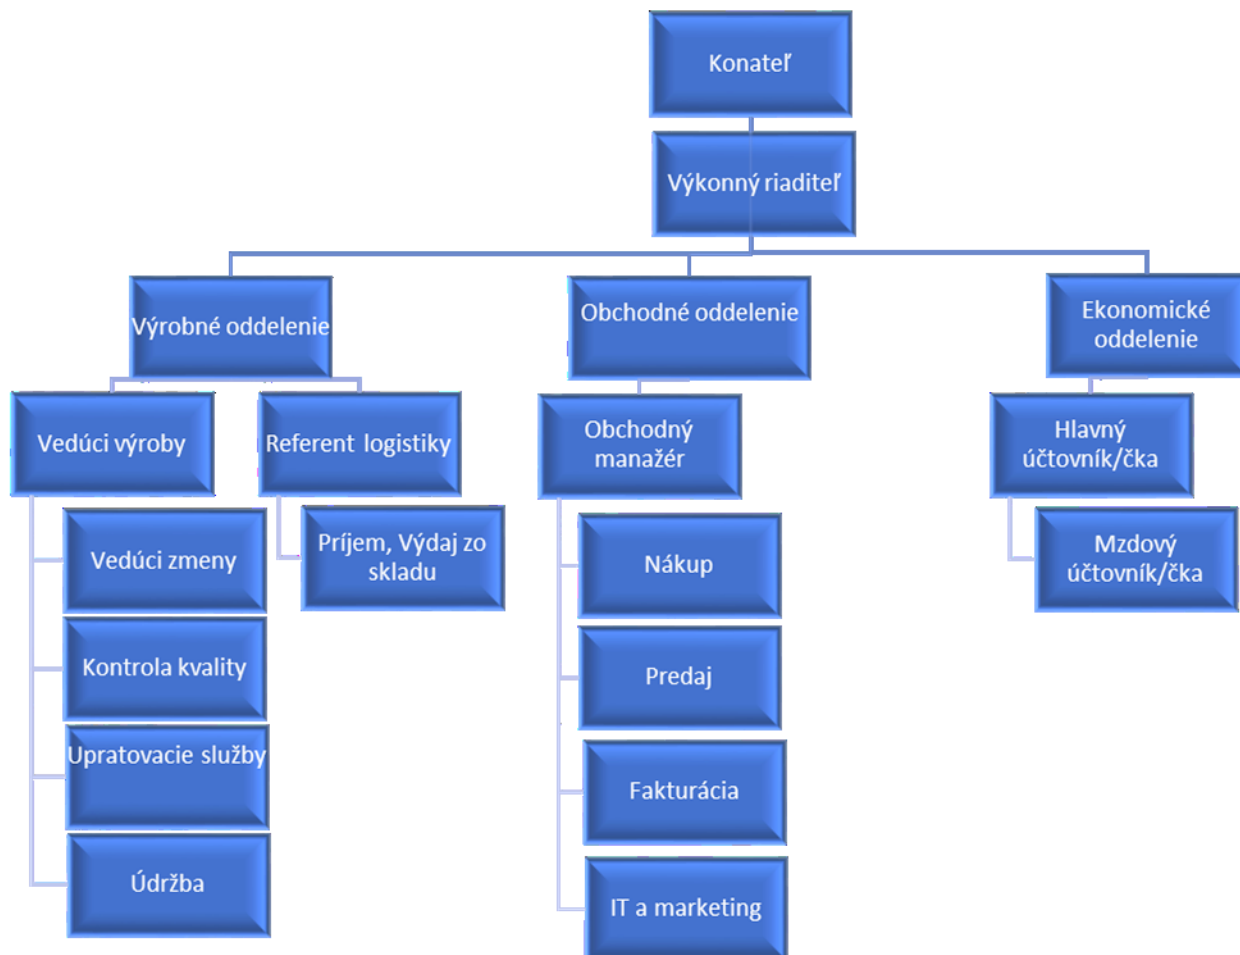 Konateľ
Výkonný riaditeľ
Výrobné oddelenie
Obchodné oddelenie
Ekonomické
oddelenie
Vedúci výroby
Referent logistiky
Obchodný
manažér
Hlavný
účtovník/čka
Vedúci zmeny
Príjem, Výdaj zo
skladu
Nákup
Mzdový
účtovník/čka
Kontrola kvality
Predaj
Upratovacie služby
Fakturácia
Údržba
IT a marketing